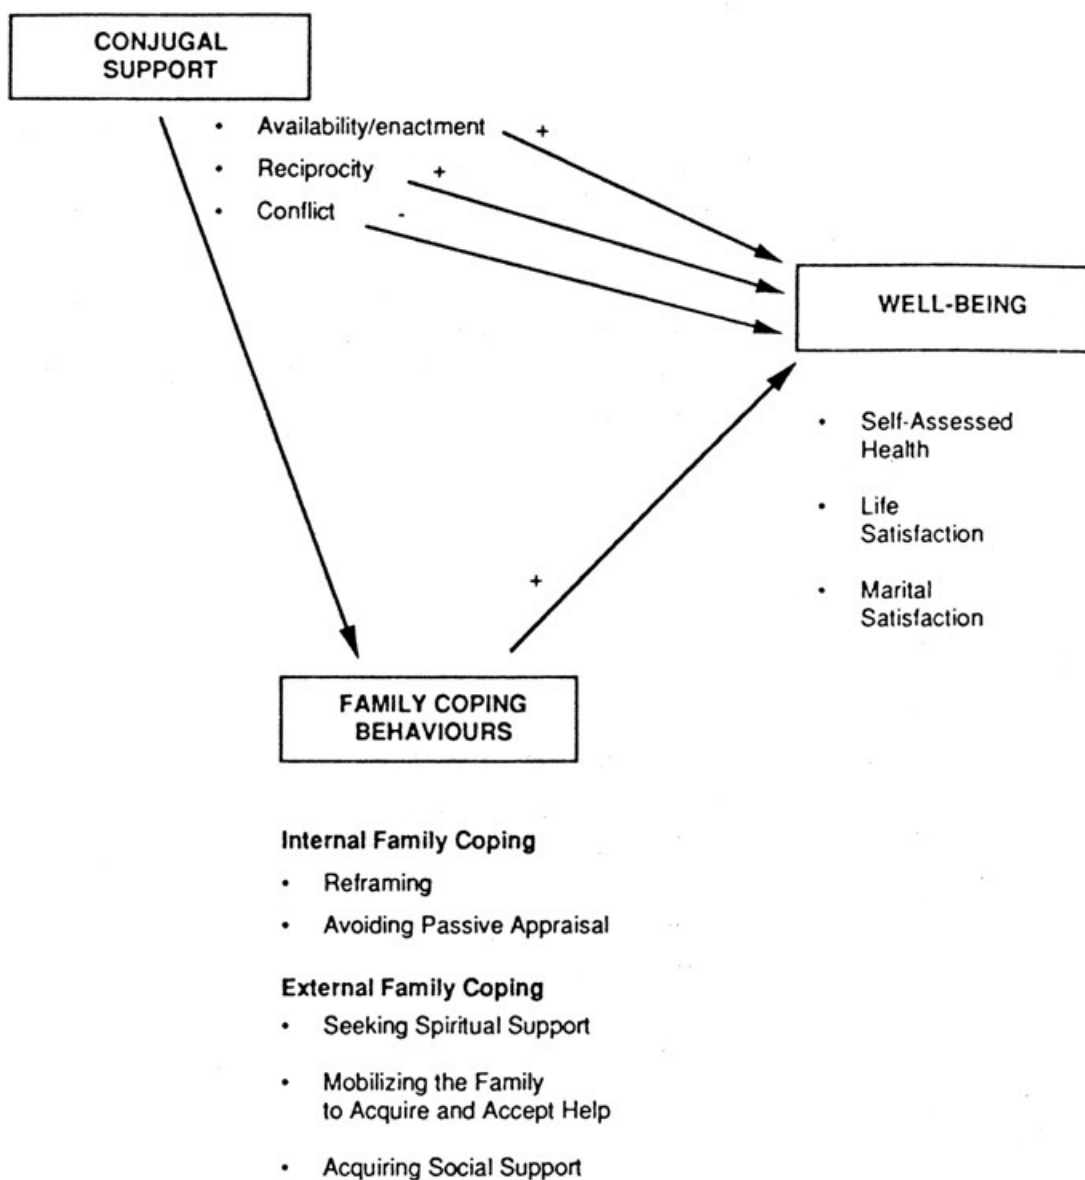 CONJUGAL
SUPPORT
• Availability/enactment +
• Reciprocity +
• Conflict -
WELL-BEING
• Self-Assessed
Health
• Life
Satisfaction
• Marital
Satisfaction
+
FAMILY COPING
BEHAVIOURS
Internal Family Coping
• Reframing
• Avoiding Passive Appraisal
External Family Coping
• Seeking Spiritual Support
• Mobilizing the Family
to Acquire and Accept Help
• Acquiring Social Support